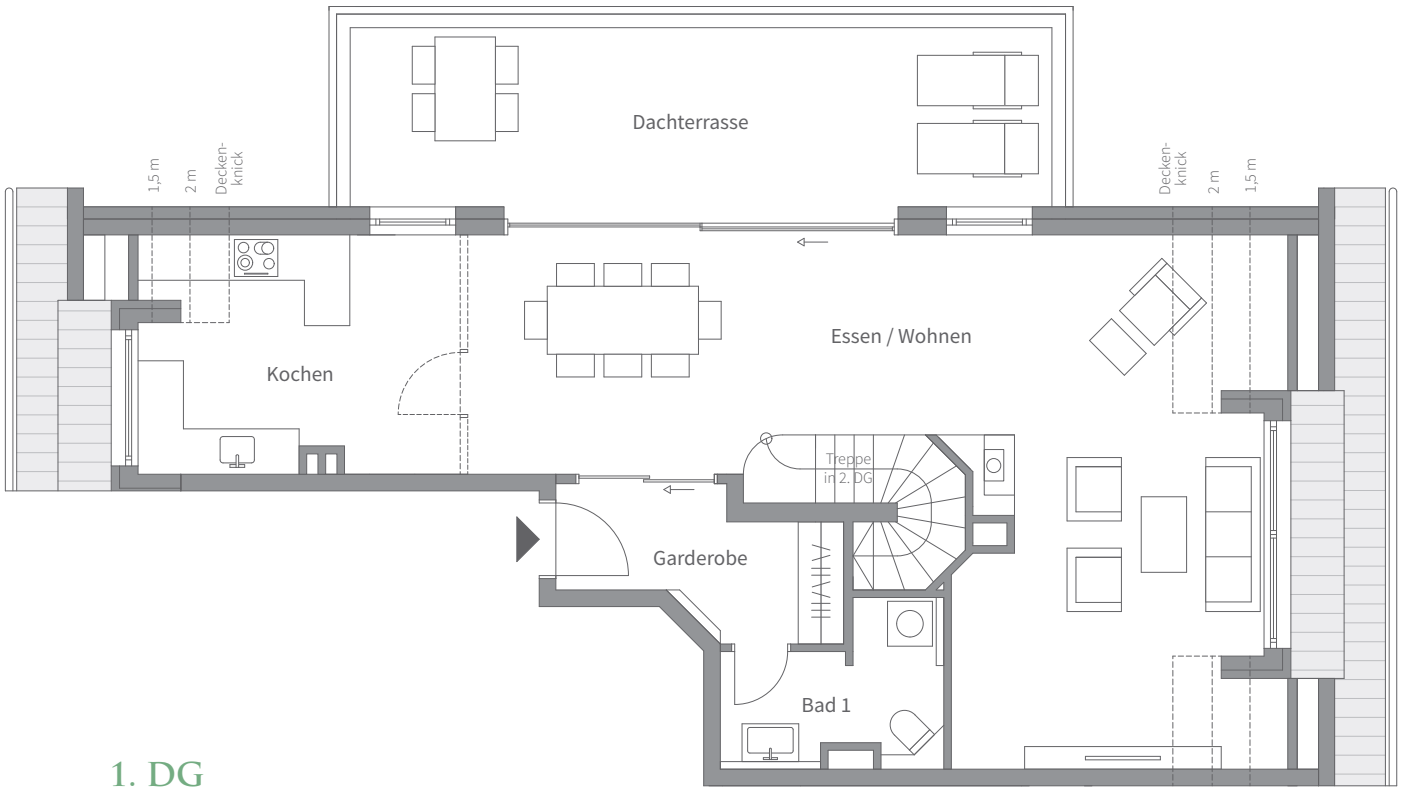 Dachterrasse
1,5 m
2 m
Decken-
knick
Decken-
knick
2 m
1,5 m
Essen / Wohnen
Kochen
Treppe
in 2. DG
Garderobe
Bad 1
1. DG